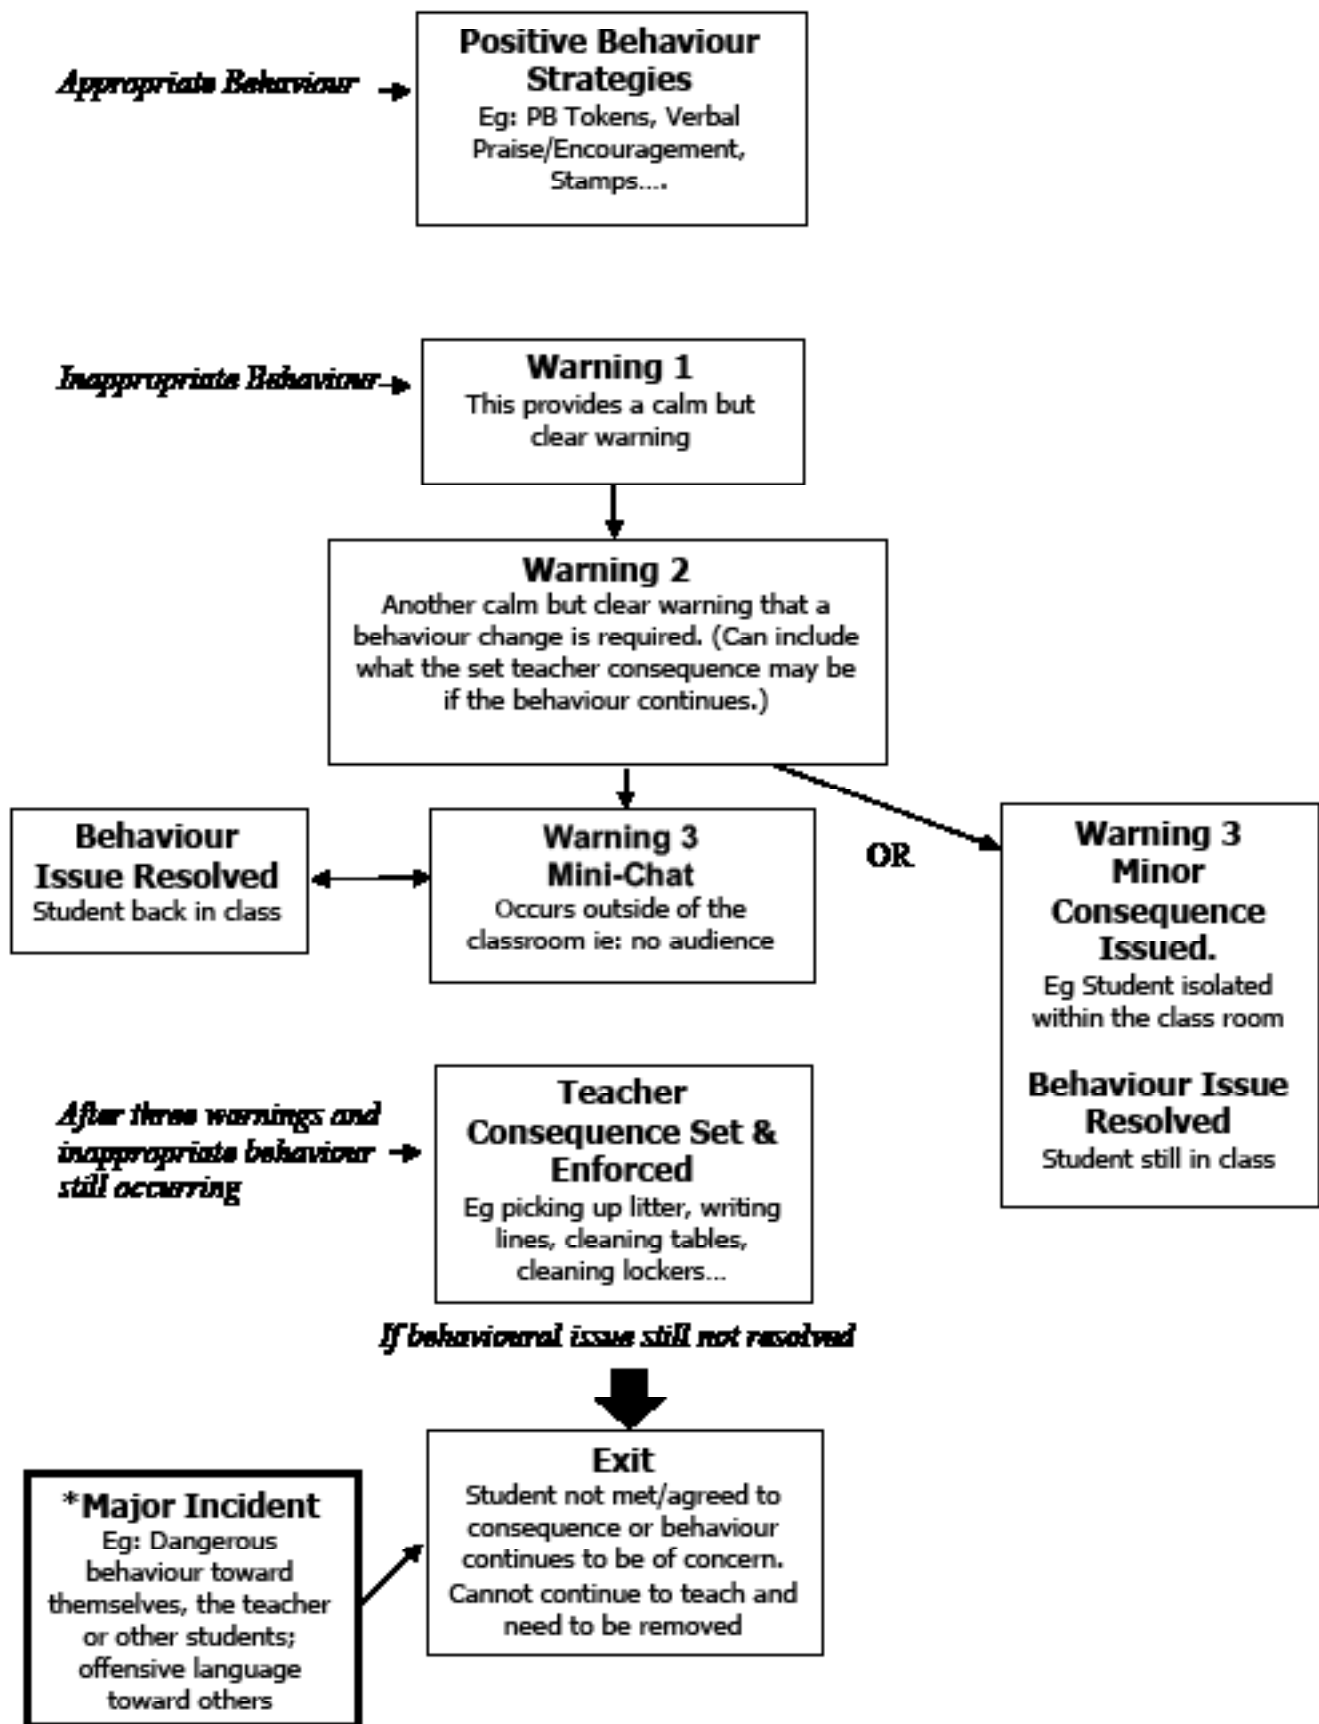 Positive Behaviour
Strategies
Eg: PB Tokens, Verbal
Praise/Encouragement,
Stamps....
Appropriate Behaviour
Inappropriate Behaviour
Warning 1
This provides a calm but
clear warning
Warning 2
Another calm but clear warning that a
behaviour change is required. (Can include
what the set teacher consequence may be
if the behaviour continues.)
Behaviour
Issue Resolved
Student back in class
Warning 3
Mini-Chat
Occurs outside of the
classroom ie: no audience
OR
Warning 3
Minor
Consequence
Issued.
Eg Student isolated
within the class room
Behaviour Issue
Resolved
Student still in class
After three warnings and
inappropriate behaviour
still occurring
Teacher
Consequence Set &
Enforced
Eg picking up litter, writing
lines, cleaning tables,
cleaning lockers...
If behavioural issue still not resolved
Exit
Student not met/agreed to
consequence or behaviour
continues to be of concern.
Cannot continue to teach and
need to be removed
*Major Incident
Eg: Dangerous
behaviour toward
themselves, the teacher
or other students;
offensive language
toward others